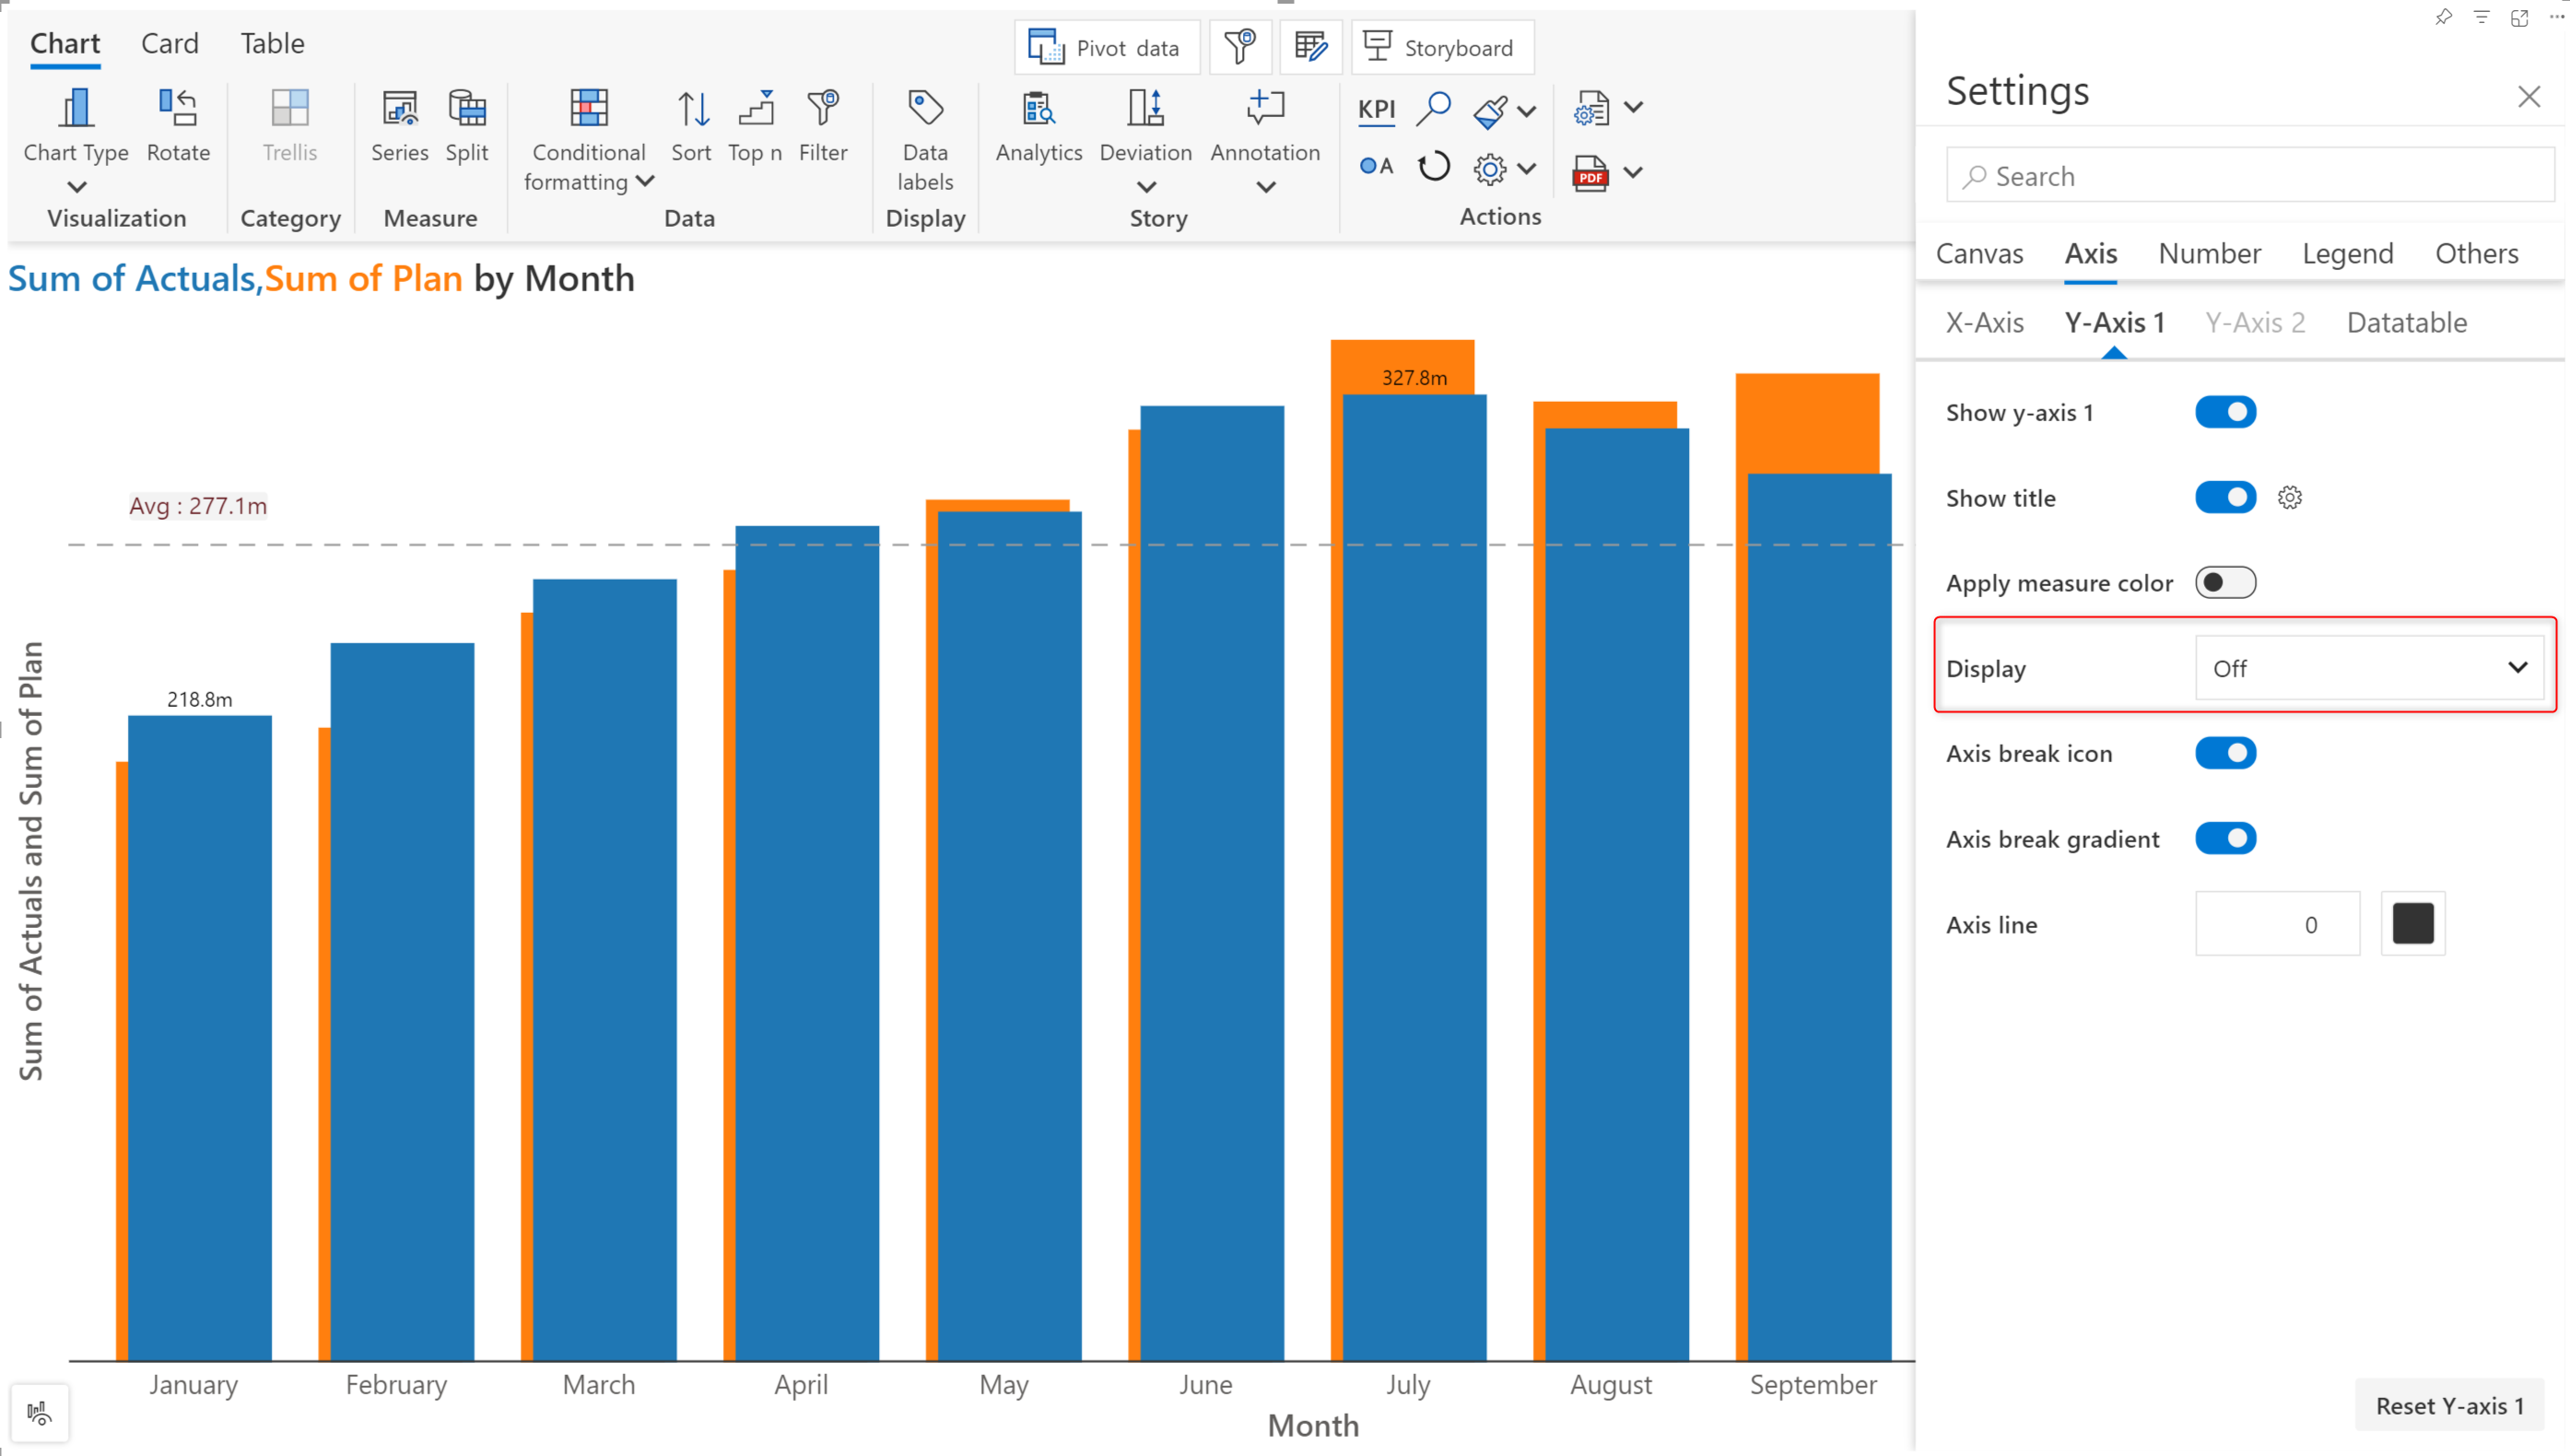 Chart Card Table
Pivot data
Storyboard
Chart Type
Rotate
Visualization
Trellis
Category
Series
Split
Measure
Conditional
formatting
Sort
Top n
Filter
Data
Data
labels
Display
Analytics
Deviation
Annotation
Story
KPI
A
PDF
Actions
Sum of Actuals,Sum of Plan by Month
Sum of Actuals and Sum of Plan
Avg : 277.1m
218.8m
327.8m
January February March April May June July August September
Month
Settings
Search
Canvas Axis Number Legend Others
X-Axis Y-Axis 1 Y-Axis 2 Datatable
Show y-axis 1
Show title
Apply measure color
Display Off
Axis break icon
Axis break gradient
Axis line 0
Reset Y-axis 1